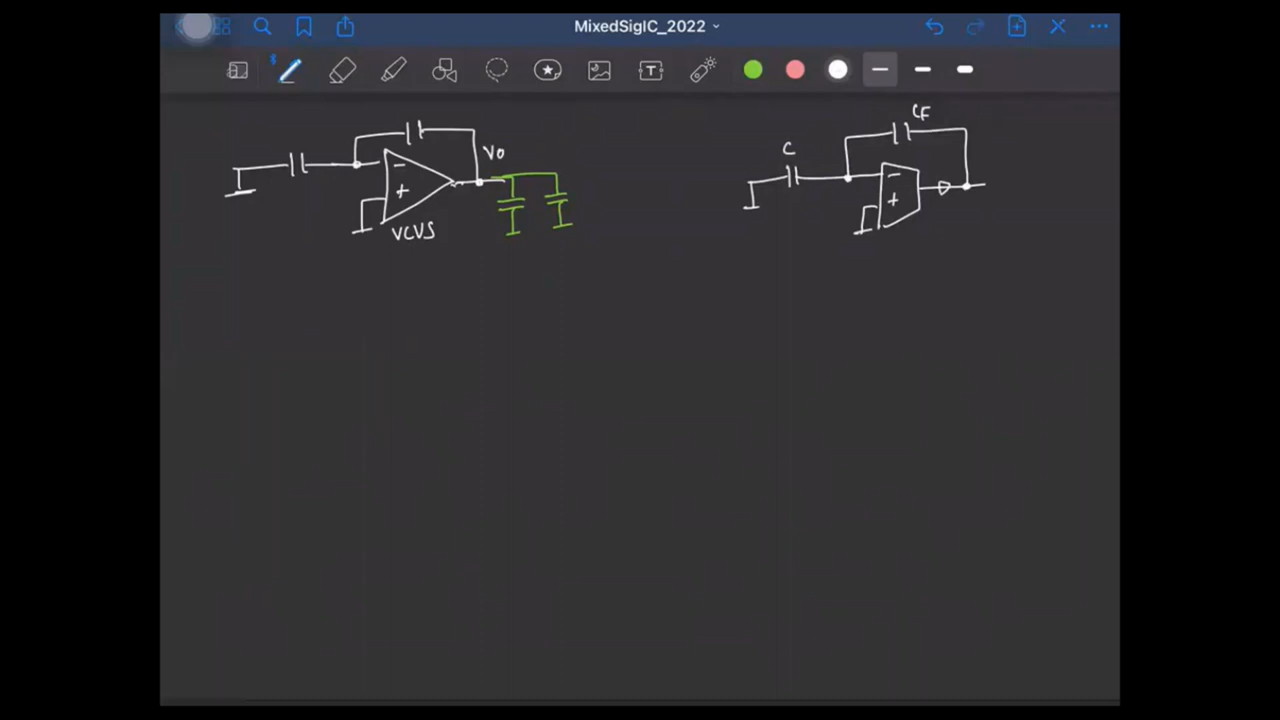 MixedSigIC_2022
T
CF
C
Vo
-
+
-
+
VCVS